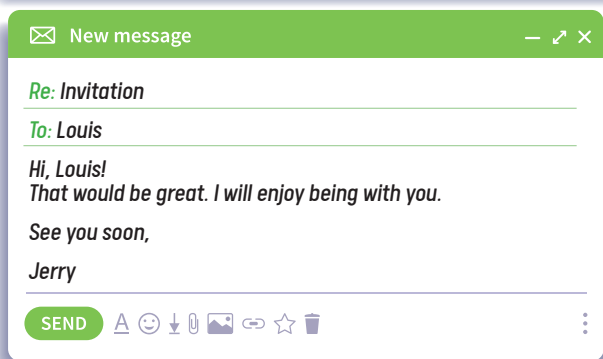 New message
Re: Invitation
To: Louis
Hi, Louis!
That would be great. I will enjoy being with you.
See you soon,
Jerry
SEND A